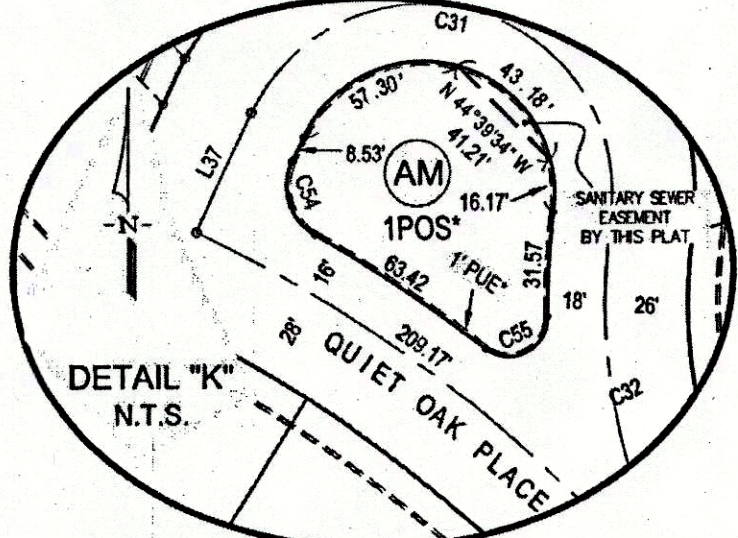 C31
43.18'
57.30'
N 44°39'34" W
41.21'
L37
8.53'
AM
1POS*
16.17'
C54
SANITARY SEWER
EASEMENT
BY THIS PLAT
-N-
16'
63.42
1' PUE*
31.57
18'
26'
28'
209.17'
C55
QUIET OAK PLACE
C32
DETAIL "K"
N.T.S.